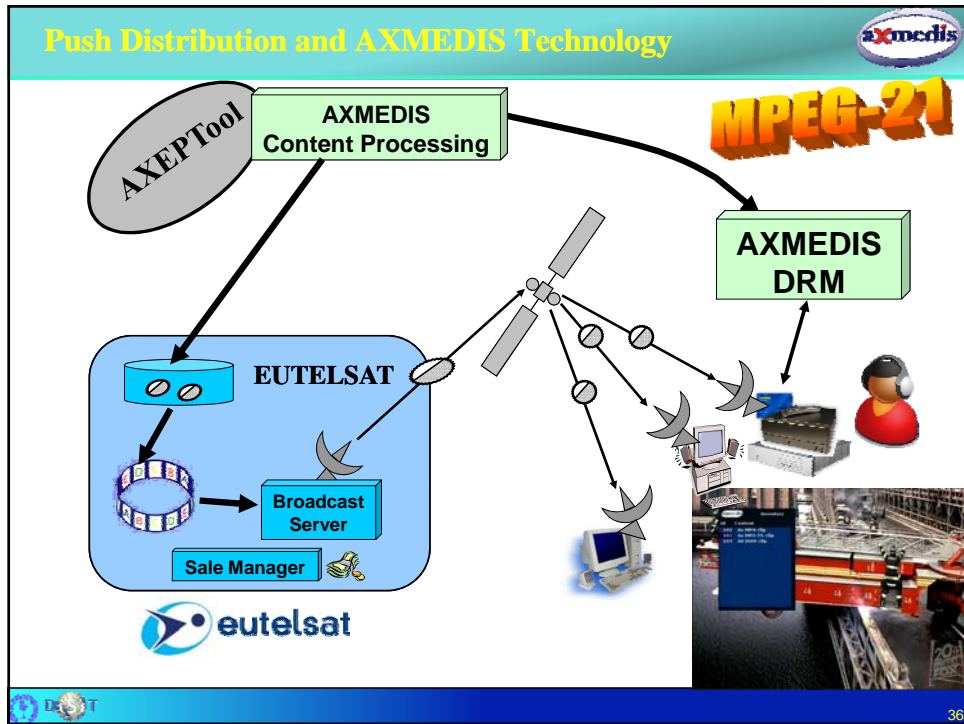 Push Distribution and AXMEDIS Technology
axmedis
AXEPTool
AXMEDIS
Content Processing
MPEG-21
AXMEDIS
DRM
EUTELSAT
Broadcast
Server
Sale Manager
eutelsat
36